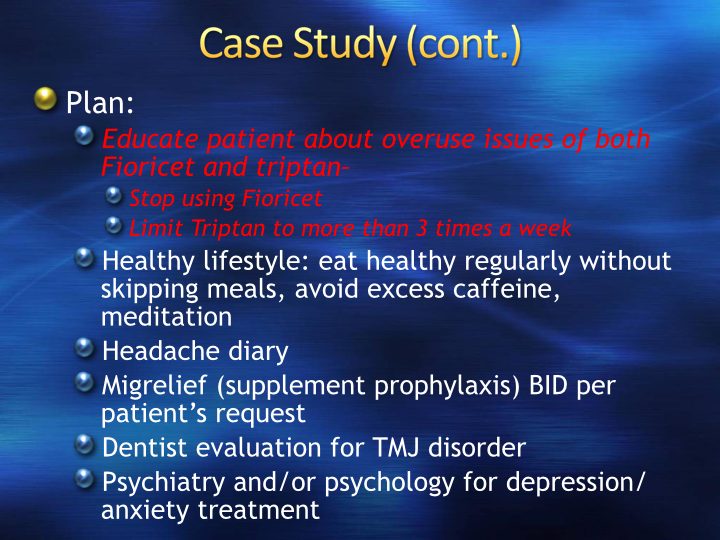 Case Study (cont.)
Plan:
Educate patient about overuse issues of both
Fioricet and triptan–
Stop using Fioricet
Limit Triptan to more than 3 times a week
Healthy lifestyle: eat healthy regularly without
skipping meals, avoid excess caffeine,
meditation
Headache diary
Migrelief (supplement prophylaxis) BID per
patient’s request
Dentist evaluation for TMJ disorder
Psychiatry and/or psychology for depression/
anxiety treatment